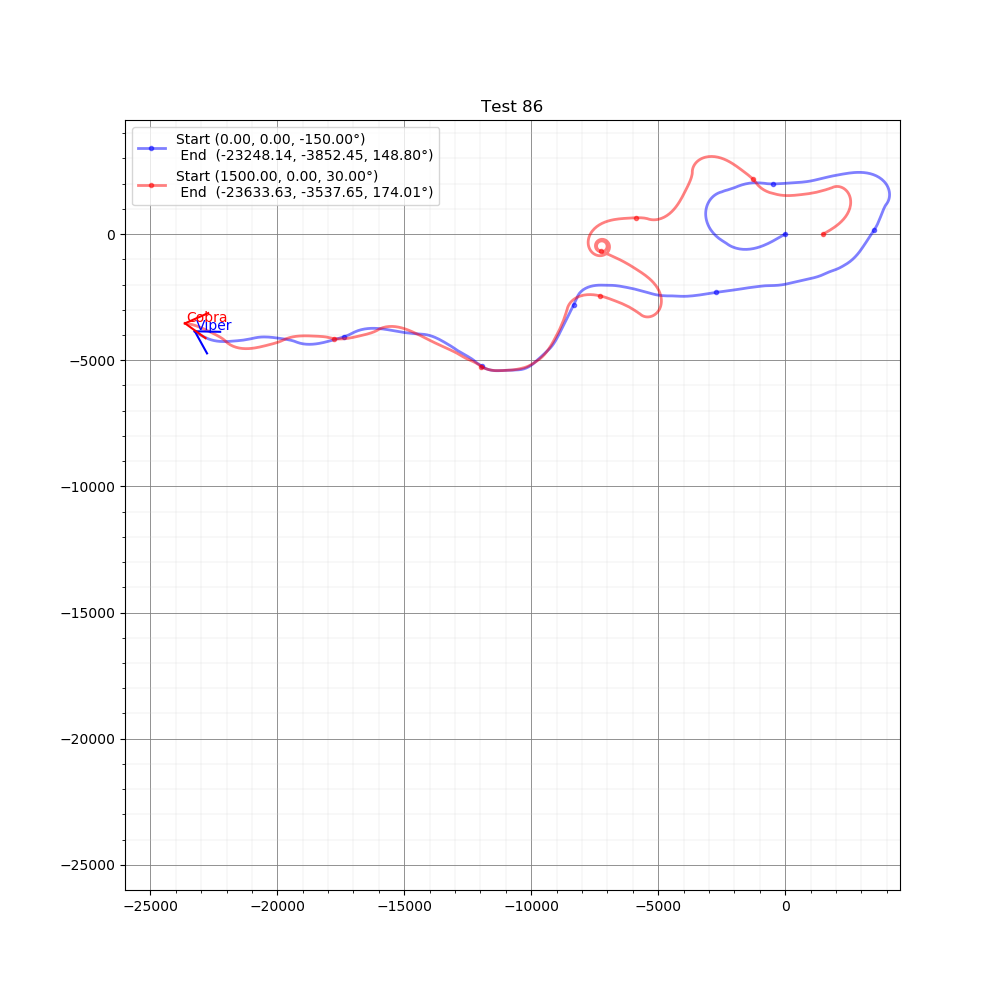 Test 86
Start (0.00, 0.00, -150.00°)
End (-23248.14, -3852.45, 148.80°)
Start (1500.00, 0.00, 30.00°)
End (-23633.63, -3537.65, 174.01°)
0
Cobra
Viper
−5000
−10000
−15000
−20000
−25000
−25000 −20000 −15000 −10000 −5000 0